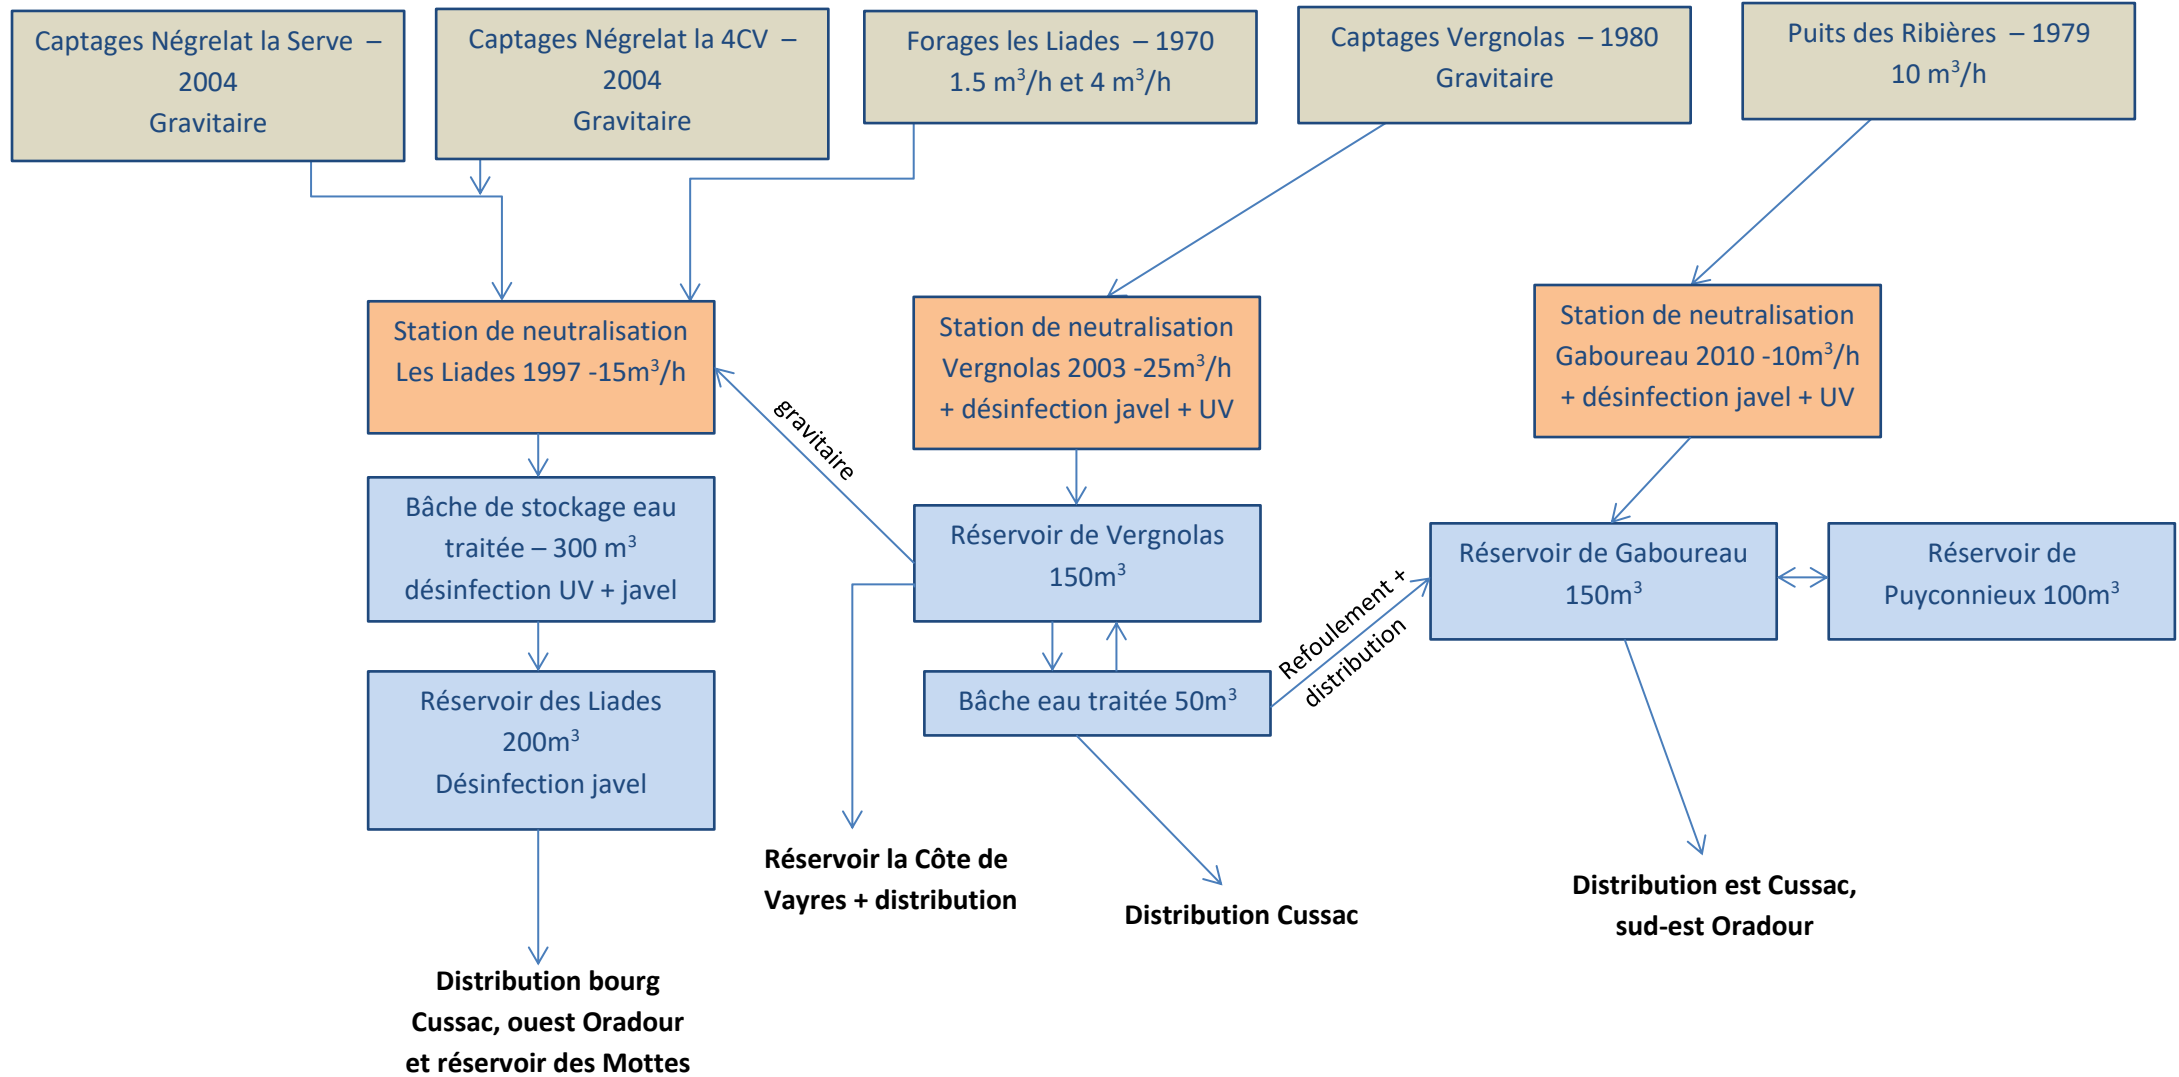 Captages Négrelat la Serve –
2004
Gravitaire
Captages Négrelat la 4CV –
2004
Gravitaire
Forages les Liades – 1970
1.5 m³/h et 4 m³/h
Captages Vergnolas – 1980
Gravitaire
Puits des Ribières – 1979
10 m³/h
Station de neutralisation
Les Liades 1997 -15m³/h
Station de neutralisation
Vergnolas 2003 -25m³/h
+ désinfection javel + UV
Station de neutralisation
Gaboureau 2010 -10m³/h
+ désinfection javel + UV
gravitaire
Bâche de stockage eau
traitée – 300 m³
désinfection UV + javel
Réservoir de Vergnolas
150m³
Réservoir de Gaboureau
150m³
Réservoir de
Puyconnieux 100m³
Refoulement +
distribution
Réservoir des Liades
200m³
Désinfection javel
Bâche eau traitée 50m³
Réservoir la Côte de
Vayres + distribution
Distribution Cussac
Distribution est Cussac,
sud-est Oradour
Distribution bourg
Cussac, ouest Oradour
et réservoir des Mottes